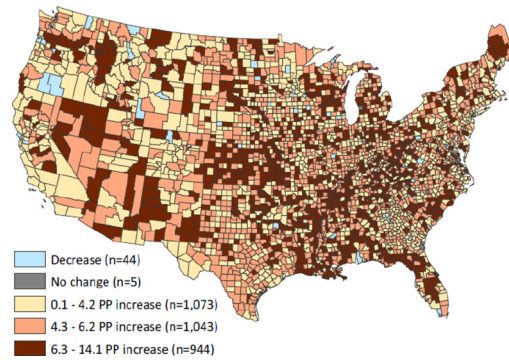 Decrease (n=44)
No change (n=5)
0.1 - 4.2 PP increase (n=1,073)
4.3 - 6.2 PP increase (n=1,043)
6.3 - 14.1 PP increase (n=944)